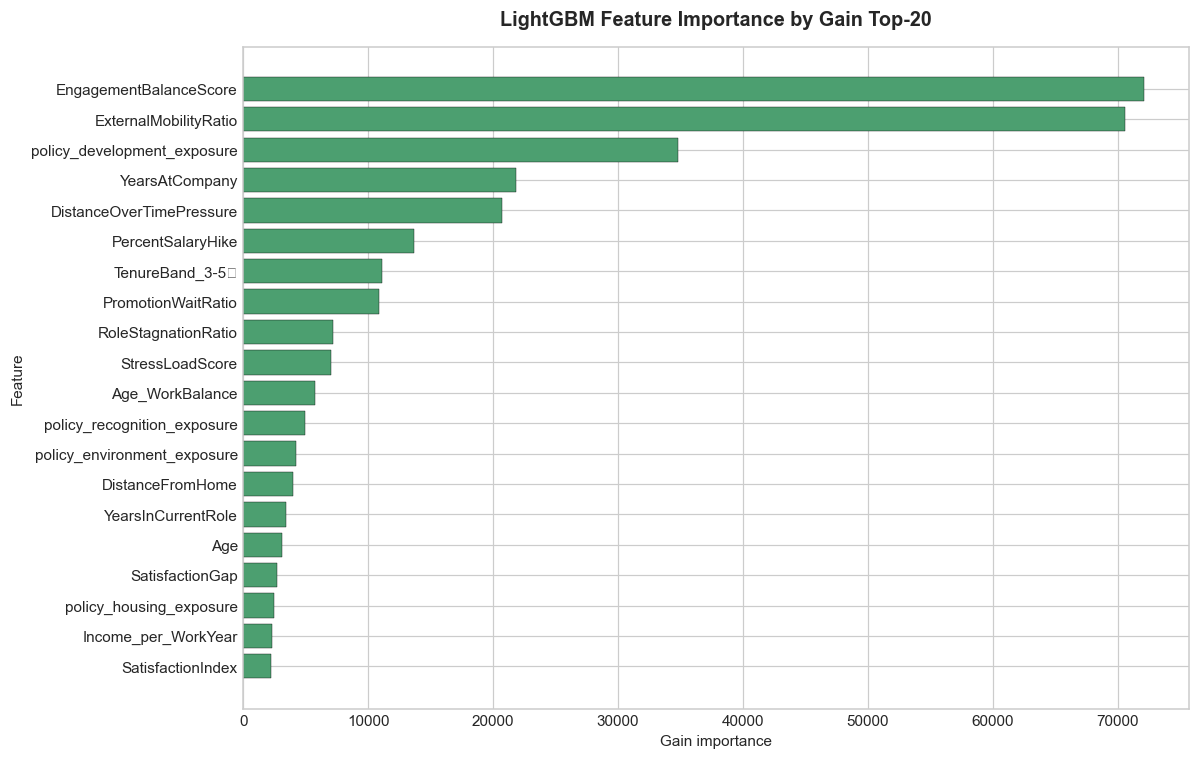 LightGBM Feature Importance by Gain Top-20
EngagementBalanceScore
ExternalMobilityRatio
policy_development_exposure
YearsAtCompany
DistanceOverTimePressure
PercentSalaryHike
TenureBand_3-5
PromotionWaitRatio
RoleStagnationRatio
StressLoadScore
Age_WorkBalance
policy_recognition_exposure
policy_environment_exposure
DistanceFromHome
YearsInCurrentRole
Age
SatisfactionGap
policy_housing_exposure
Income_per_WorkYear
SatisfactionIndex
Feature
0 10000 20000 30000 40000 50000 60000 70000
Gain importance